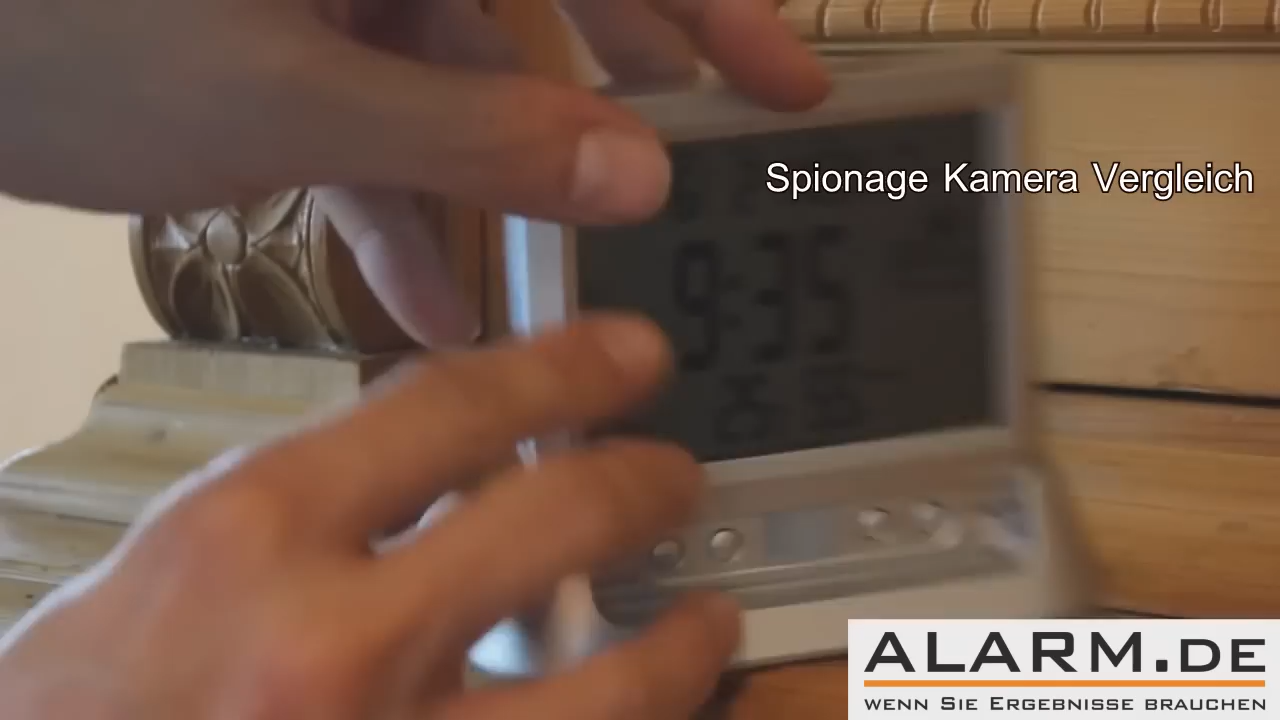 Spionage Kamera Vergleich
9:35
ALARM.DE
WENN SIE ERGEBNISSE BRAUCHEN